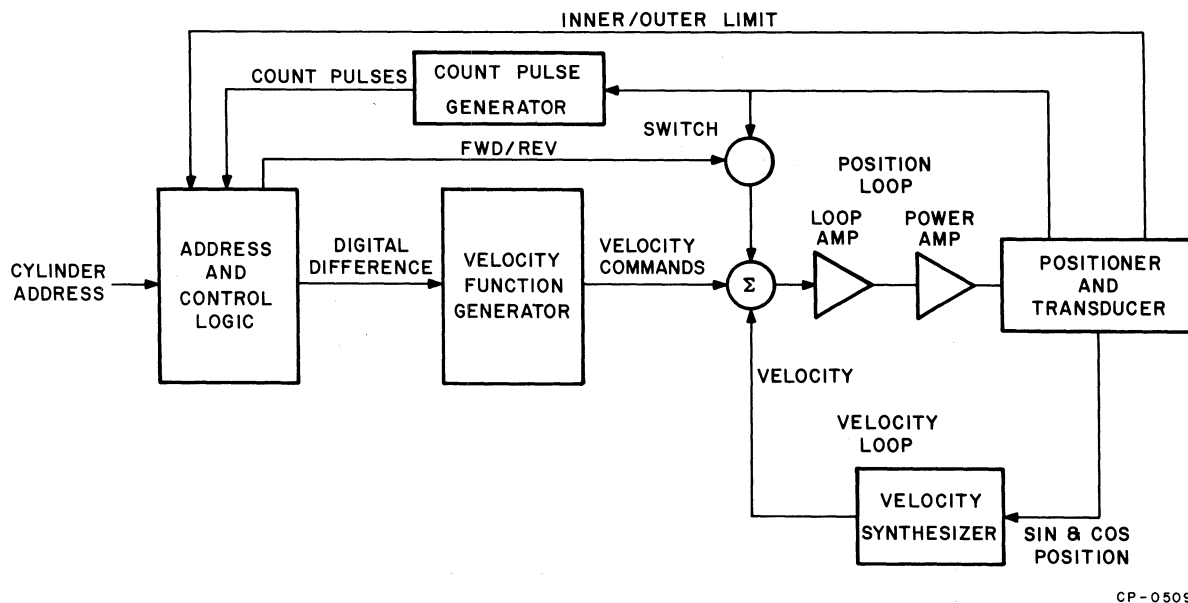 INNER/OUTER LIMIT
COUNT PULSES
COUNT PULSE
GENERATOR
SWITCH
FWD/REV
POSITION
LOOP
LOOP
AMP
POWER
AMP
CYLINDER
ADDRESS
ADDRESS
AND
CONTROL
LOGIC
DIGITAL
DIFFERENCE
VELOCITY
FUNCTION
GENERATOR
VELOCITY
COMMANDS
Σ
POSITIONER
AND
TRANSDUCER
VELOCITY
VELOCITY
LOOP
VELOCITY
SYNTHESIZER
SIN & COS
POSITION
CP-0509